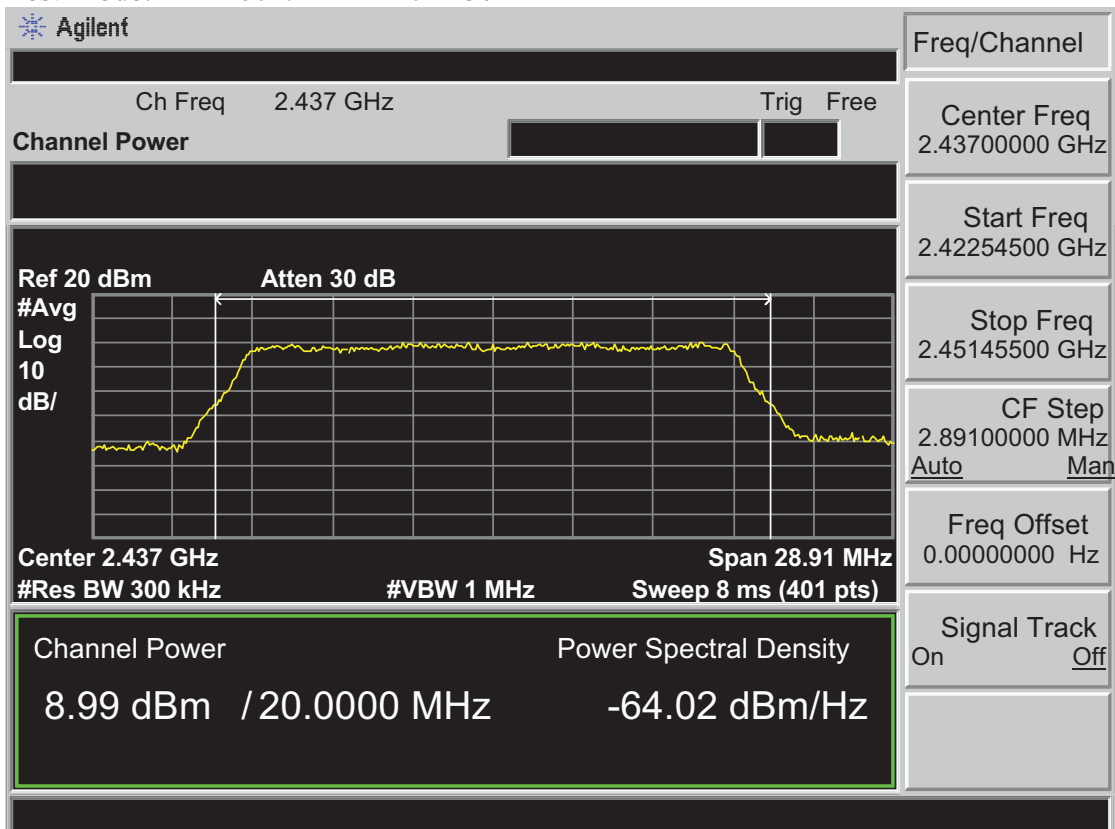 Agilent
Freq/Channel
Ch Freq 2.437 GHz Trig Free
Channel Power
Center Freq
2.43700000 GHz
Start Freq
2.42254500 GHz
Stop Freq
2.45145500 GHz
CF Step
2.89100000 MHz
Auto Man
Freq Offset
0.00000000 Hz
Signal Track
On Off
Ref 20 dBm Atten 30 dB
#Avg
Log
10
dB/
Center 2.437 GHz Span 28.91 MHz
#Res BW 300 kHz #VBW 1 MHz Sweep 8 ms (401 pts)
Channel Power Power Spectral Density
8.99 dBm / 20.0000 MHz -64.02 dBm/Hz